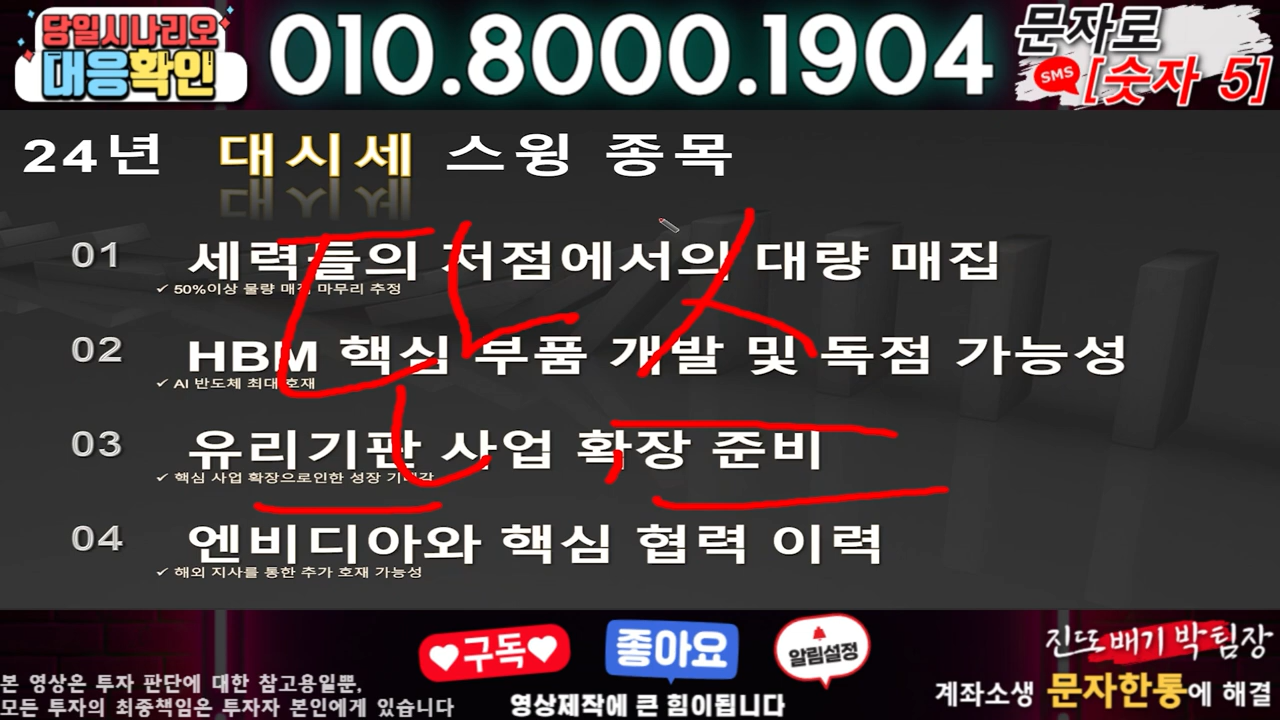 당일시나리오
대응확인
010.8000.1904
문자로
SMS [숫자 5]
24년 대시세 스윙 종목
01 세력들의 저점에서의 대량 매집
✓ 50%이상 물량 매집 마무리 추정
02 HBM 핵심 부품 개발 및 독점 가능성
✓ AI 반도체 최대 호재
03 유리기판 사업 확장 준비
✓ 핵심 사업 확장으로인한 성장 기대감
04 엔비디아와 핵심 협력 이력
✓ 해외 지사를 통한 추가 호재 가능성
구독
좋아요
알림설정
영상제작에 큰 힘이됩니다
본 영상은 투자 판단에 대한 참고용일뿐,
모든 투자의 최종책임은 투자자 본인에게 있습니다
진또배기 박팀장
계좌소생 문자한통에 해결